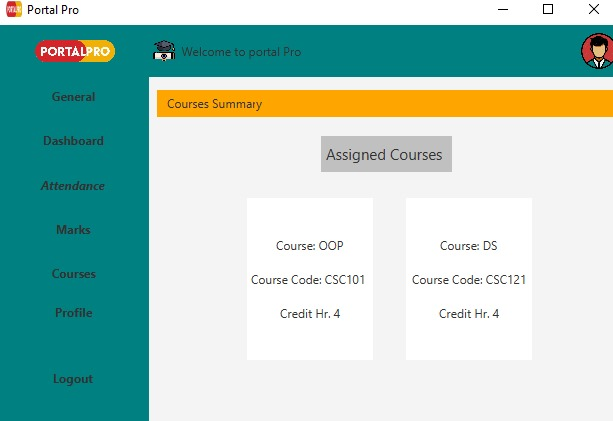 Portal Pro
PORTALPRO
Welcome to portal Pro
General
Dashboard
Attendance
Marks
Courses
Profile
Logout
Courses Summary
Assigned Courses
Course: OOP
Course Code: CSC101
Credit Hr. 4
Course: DS
Course Code: CSC121
Credit Hr. 4